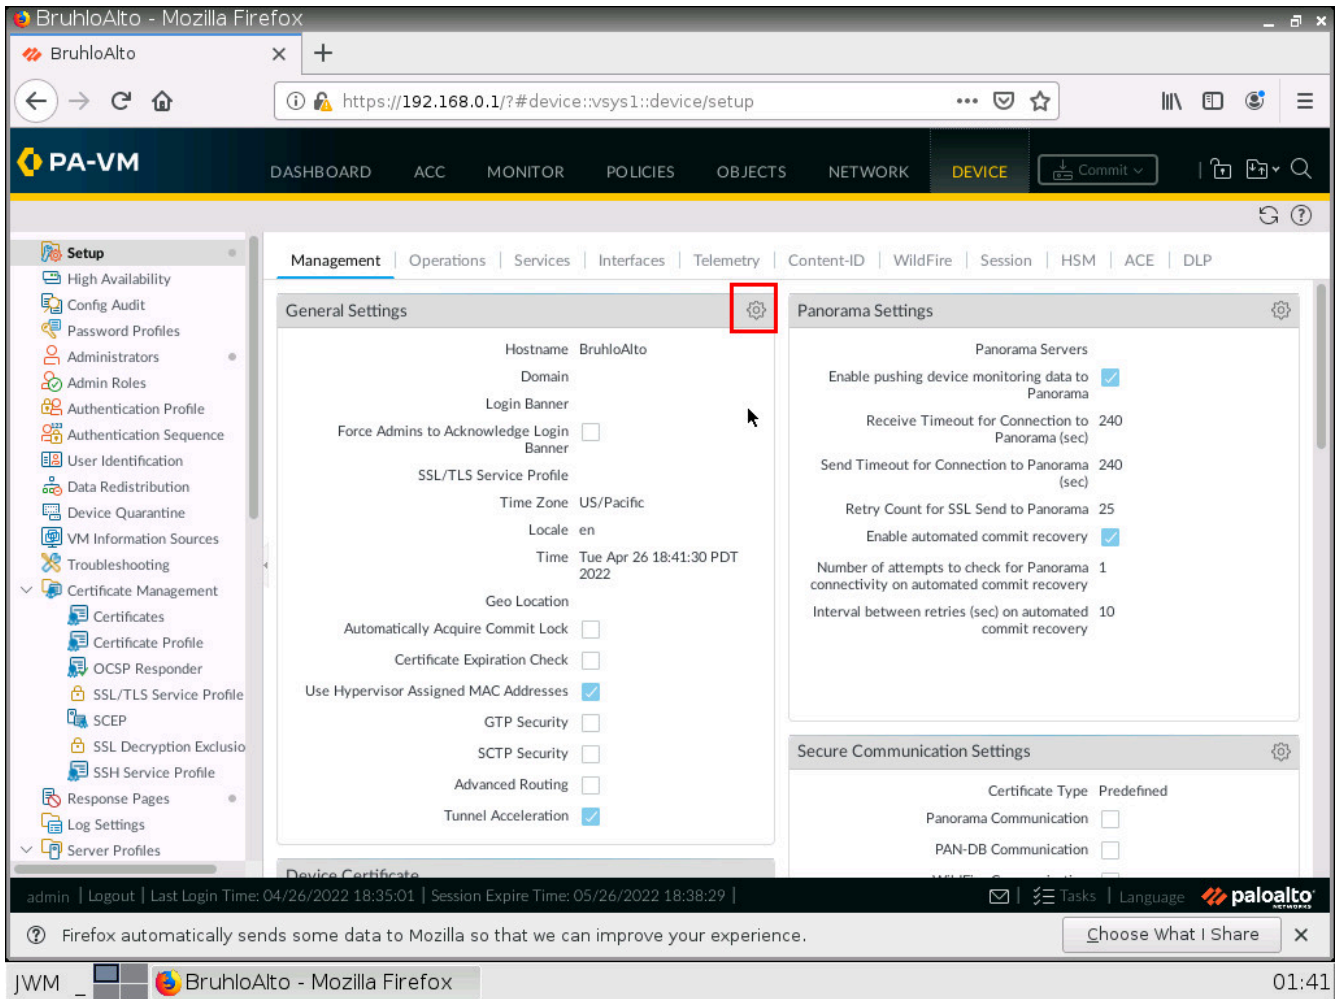 BruhloAlto - Mozilla Firefox
BruhloAlto
https://192.168.0.1/?#device::vsys1::device/setup
PA-VM
DASHBOARD ACC MONITOR POLICIES OBJECTS NETWORK DEVICE Commit
Setup
High Availability
Config Audit
Password Profiles
Administrators
Admin Roles
Authentication Profile
Authentication Sequence
User Identification
Data Redistribution
Device Quarantine
VM Information Sources
Troubleshooting
Certificate Management
Certificates
Certificate Profile
OCSP Responder
SSL/TLS Service Profile
SCEP
SSL Decryption Exclusio
SSH Service Profile
Response Pages
Log Settings
Server Profiles
Management | Operations | Services | Interfaces | Telemetry | Content-ID | WildFire | Session | HSM | ACE | DLP
General Settings
Hostname BruhloAlto
Domain
Login Banner
Force Admins to Acknowledge Login
Banner
SSL/TLS Service Profile
Time Zone US/Pacific
Locale en
Time Tue Apr 26 18:41:30 PDT
2022
Geo Location
Automatically Acquire Commit Lock
Certificate Expiration Check
Use Hypervisor Assigned MAC Addresses
GTP Security
SCTP Security
Advanced Routing
Tunnel Acceleration
Device Certificate
Panorama Settings
Panorama Servers
Enable pushing device monitoring data to
Panorama
Receive Timeout for Connection to 240
Panorama (sec)
Send Timeout for Connection to Panorama 240
(sec)
Retry Count for SSL Send to Panorama 25
Enable automated commit recovery
Number of attempts to check for Panorama 1
connectivity on automated commit recovery
Interval between retries (sec) on automated 10
commit recovery
Secure Communication Settings
Certificate Type Predefined
Panorama Communication
PAN-DB Communication
admin | Logout | Last Login Time: 04/26/2022 18:35:01 | Session Expire Time: 05/26/2022 18:38:29 |
Tasks | Language paloalto
NETWORKS
Firefox automatically sends some data to Mozilla so that we can improve your experience.
Choose What I Share
JWM _ BruhloAlto - Mozilla Firefox 01:41